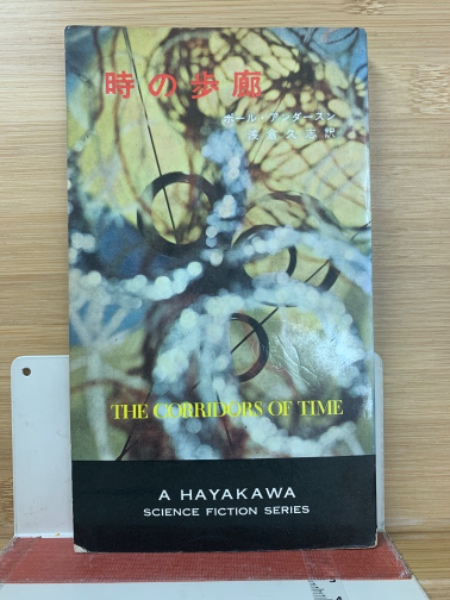 時の歩廊
ポール・アンダースン
浅倉久志訳
THE CORRIDORS OF TIME
A HAYAKAWA
SCIENCE FICTION SERIES